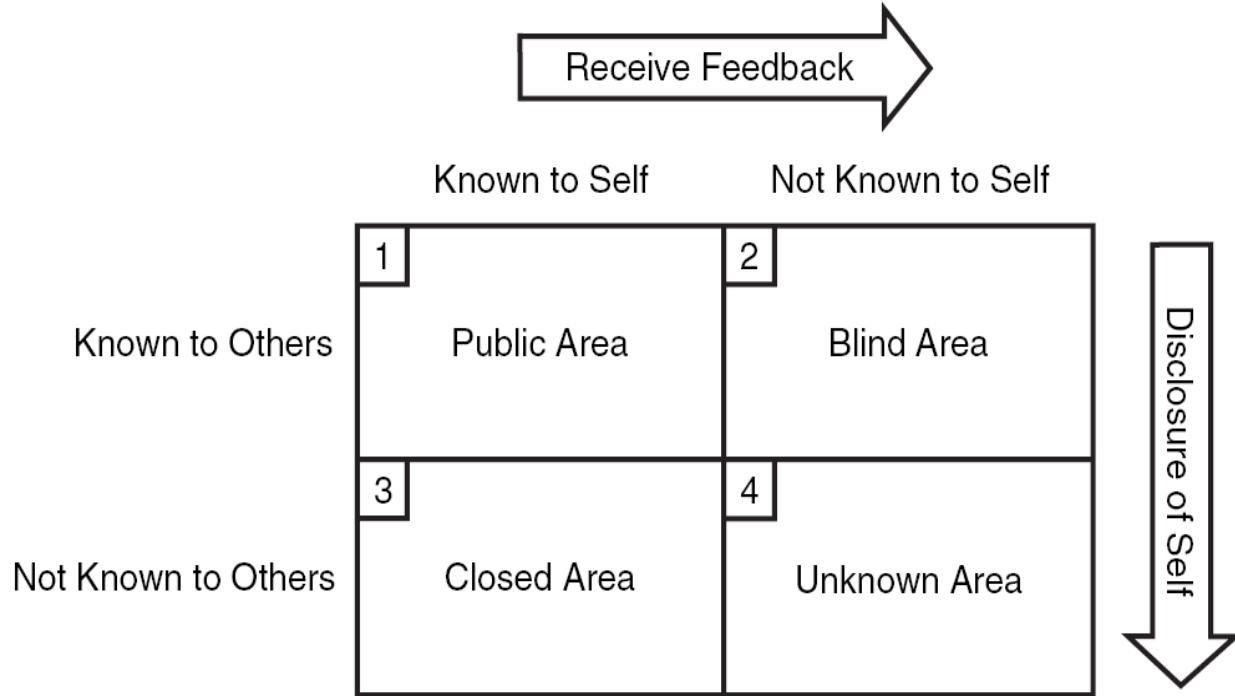 Receive Feedback
Known to Self
Not Known to Self
1
2
Known to Others
Public Area
Blind Area
Disclosure of Self
3
4
Not Known to Others
Closed Area
Unknown Area